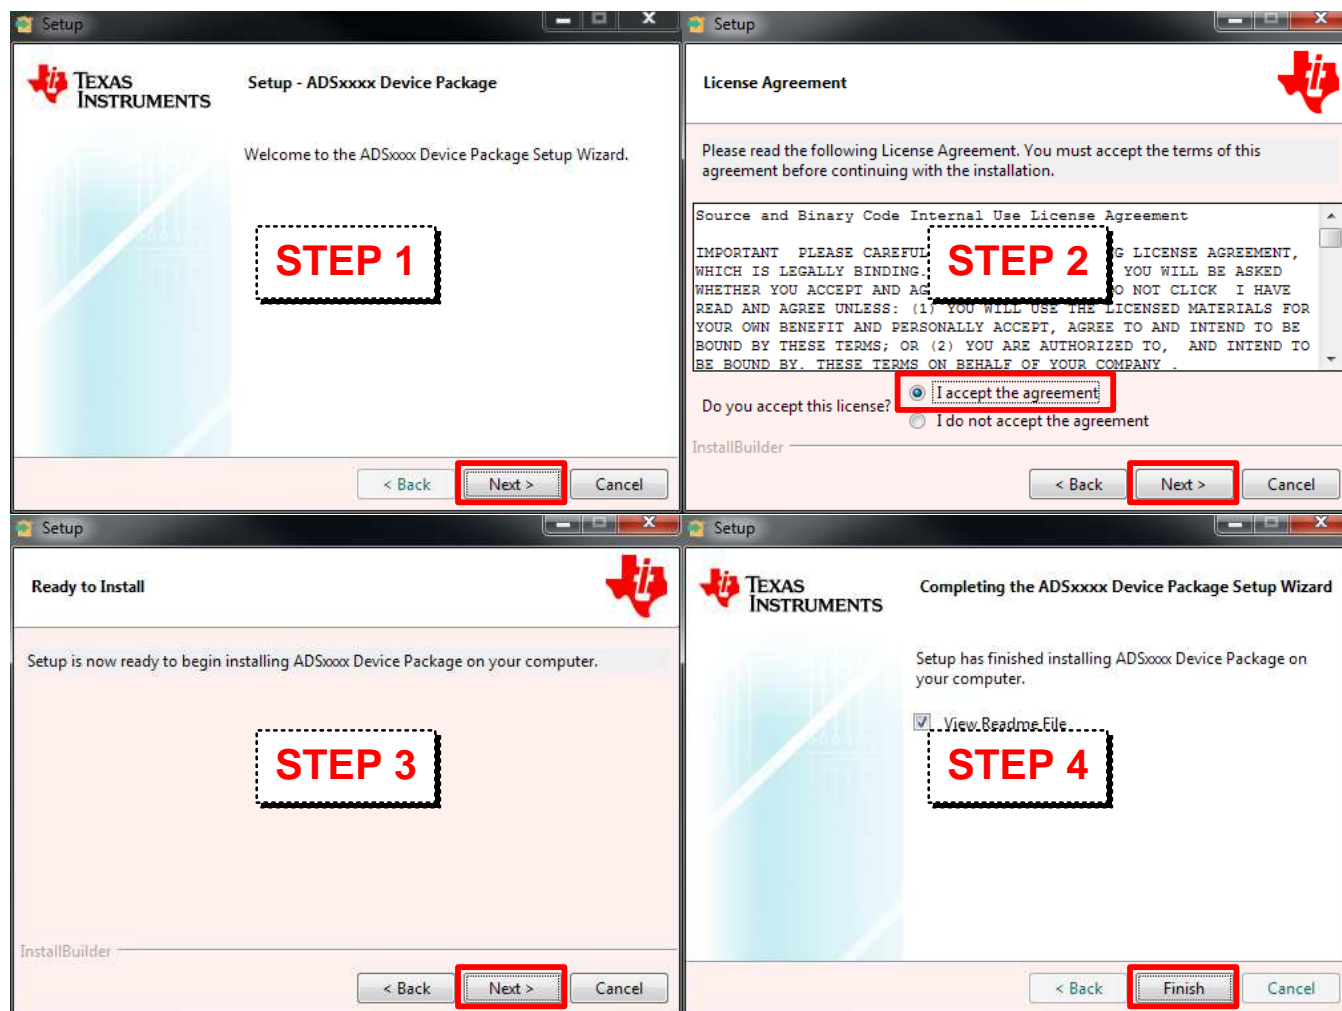 Setup
TEXAS
INSTRUMENTS
Setup - ADSxxxx Device Package
Welcome to the ADSxxxx Device Package Setup Wizard.
STEP 1
< Back
Next >
Cancel
Setup
License Agreement
Please read the following License Agreement. You must accept the terms of this
agreement before continuing with the installation.
Source and Binary Code Internal Use License Agreement
IMPORTANT PLEASE CAREFUL G LICENSE AGREEMENT,
WHICH IS LEGALLY BINDING. YOU WILL BE ASKED
WHETHER YOU ACCEPT AND AG O NOT CLICK I HAVE
READ AND AGREE UNLESS: (1) YOU WILL USE THE LICENSED MATERIALS FOR
YOUR OWN BENEFIT AND PERSONALLY ACCEPT, AGREE TO AND INTEND TO BE
BOUND BY THESE TERMS; OR (2) YOU ARE AUTHORIZED TO, AND INTEND TO
BE BOUND BY. THESE TERMS ON BEHALF OF YOUR COMPANY .
STEP 2
Do you accept this license?
I accept the agreement
I do not accept the agreement
InstallBuilder
< Back
Next >
Cancel
Setup
Ready to Install
Setup is now ready to begin installing ADSxxxx Device Package on your computer.
STEP 3
InstallBuilder
< Back
Next >
Cancel
Setup
TEXAS
INSTRUMENTS
Completing the ADSxxxx Device Package Setup Wizard
Setup has finished installing ADSxxxx Device Package on
your computer.
View Readme File
STEP 4
< Back
Finish
Cancel